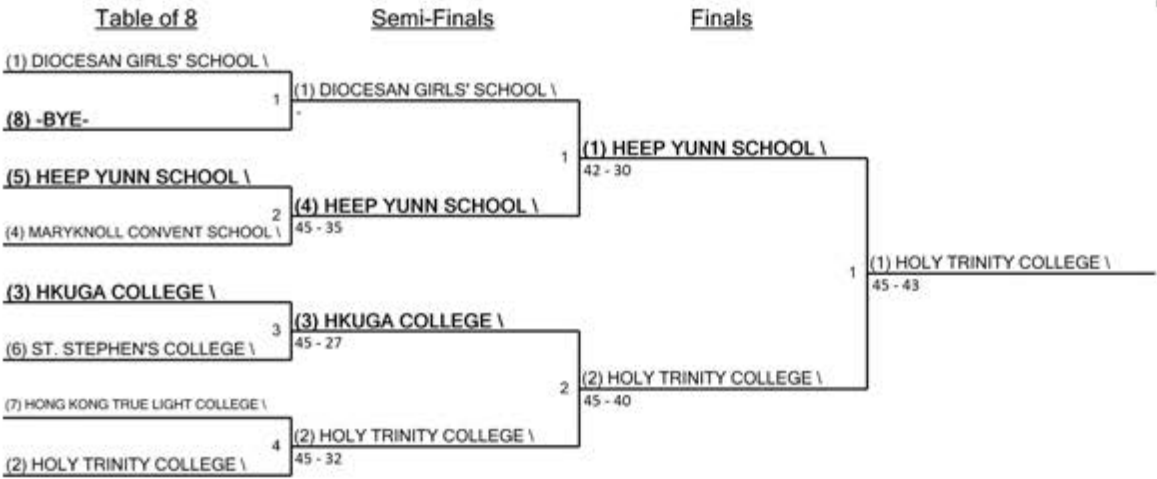 Table of 8
Semi-Finals
Finals
(1) DIOCESAN GIRLS' SCHOOL \
1
(8) -BYE-
(5) HEEP YUNN SCHOOL \
2
(4) MARYKNOLL CONVENT SCHOOL \
(3) HKUGA COLLEGE \
3
(6) ST. STEPHEN'S COLLEGE \
(7) HONG KONG TRUE LIGHT COLLEGE \
4
(2) HOLY TRINITY COLLEGE \
(1) DIOCESAN GIRLS' SCHOOL \
-
1
(4) HEEP YUNN SCHOOL \
45 - 35
(3) HKUGA COLLEGE \
45 - 27
2
(2) HOLY TRINITY COLLEGE \
45 - 32
(1) HEEP YUNN SCHOOL \
42 - 30
1
(2) HOLY TRINITY COLLEGE \
45 - 40
(1) HOLY TRINITY COLLEGE \
45 - 43